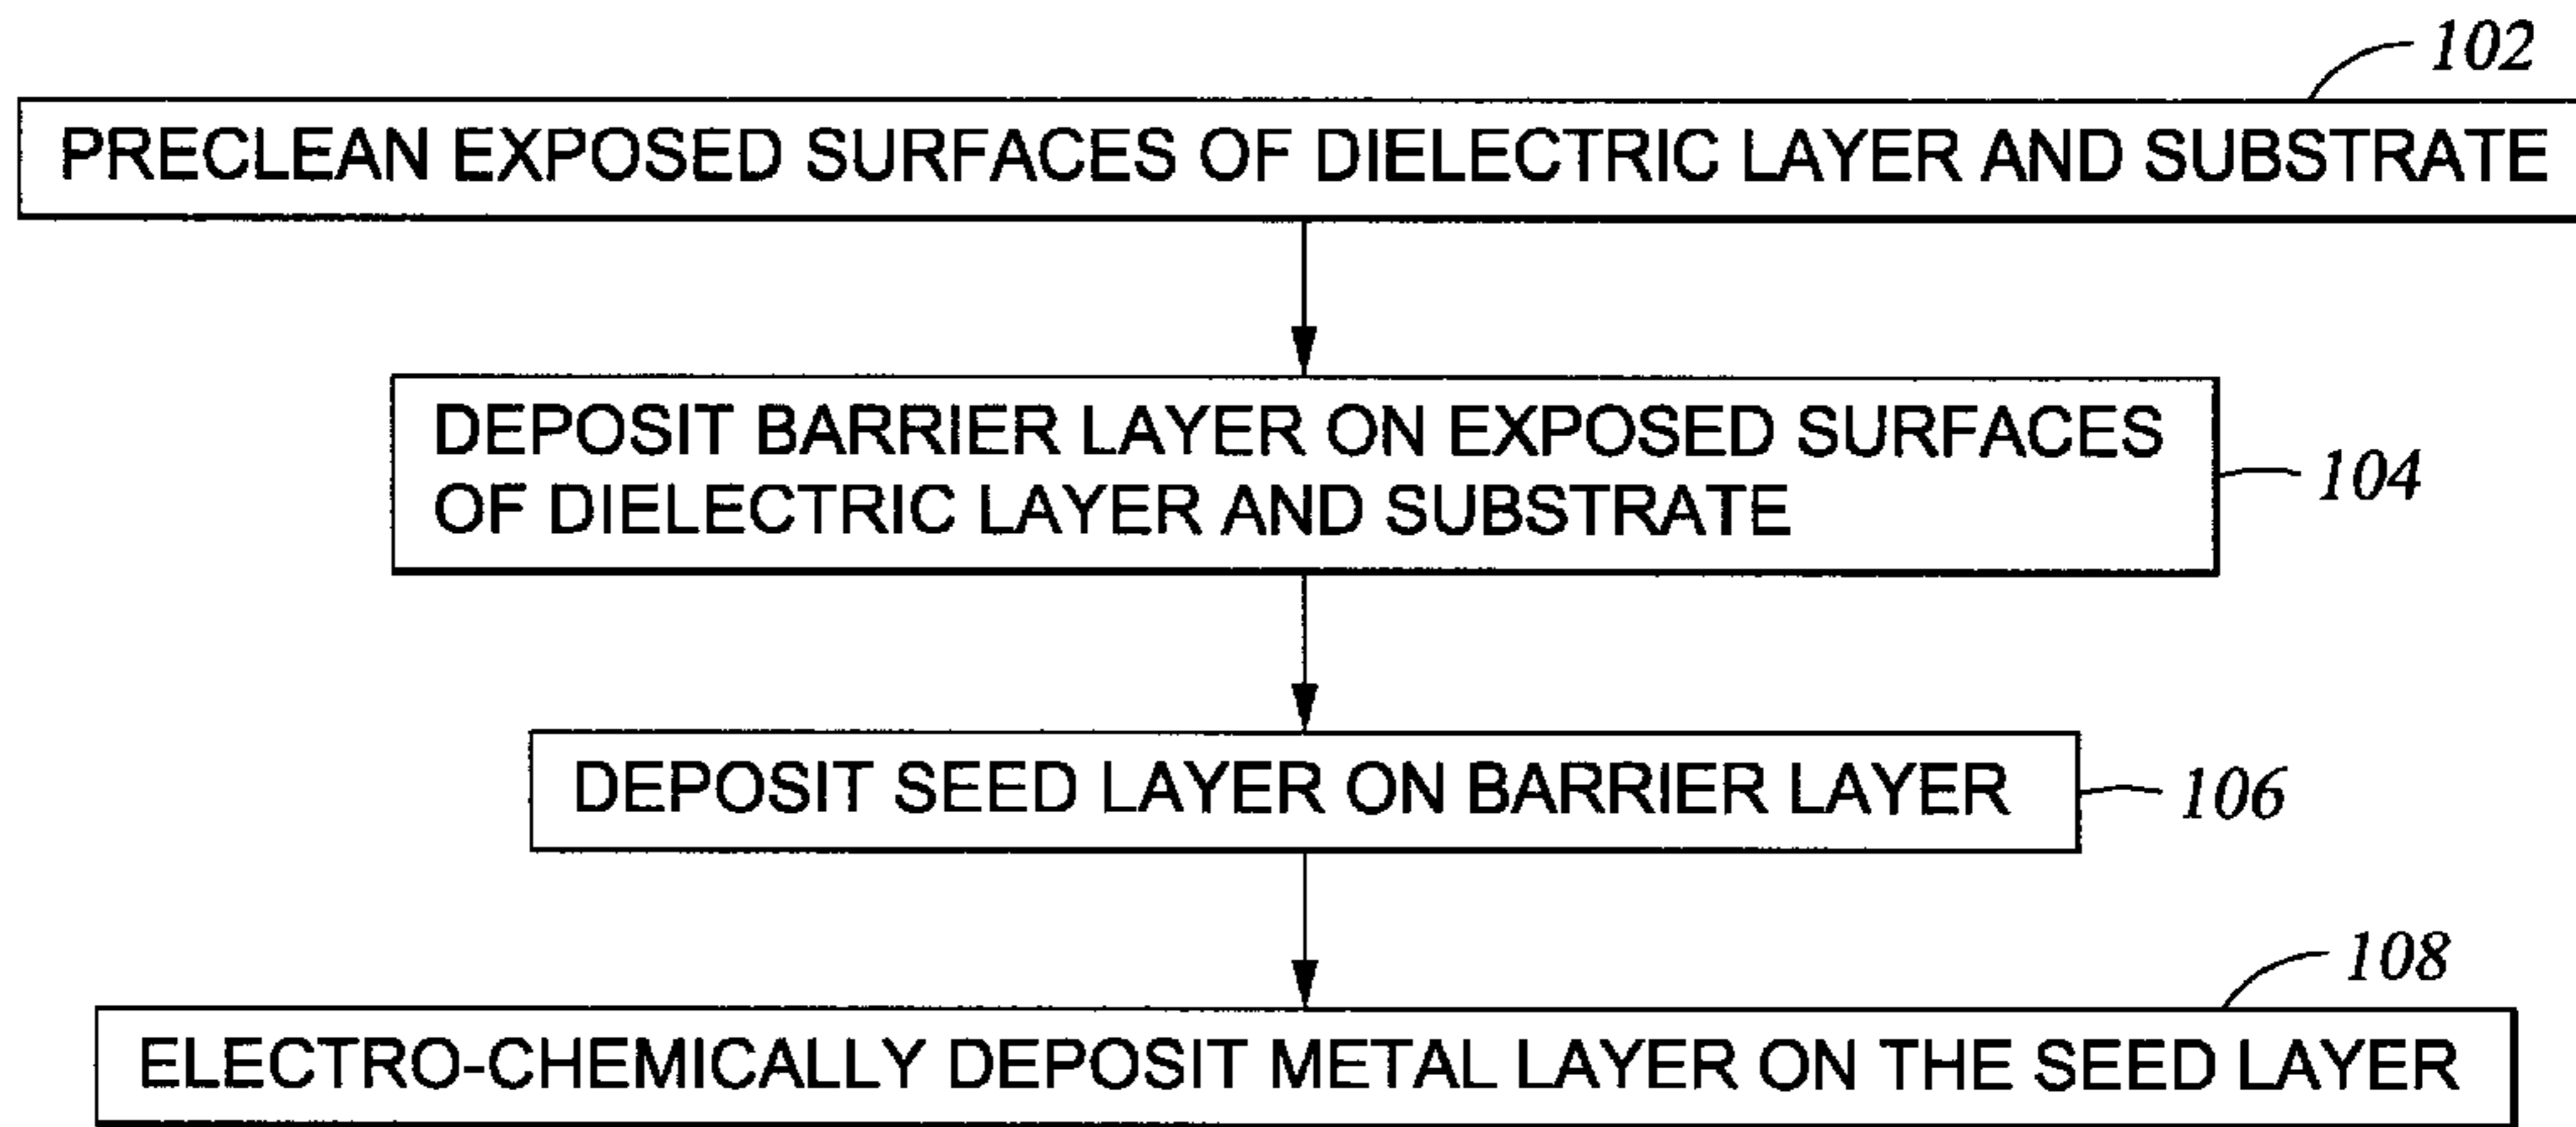 102
PRECLEAN EXPOSED SURFACES OF DIELECTRIC LAYER AND SUBSTRATE
DEPOSIT BARRIER LAYER ON EXPOSED SURFACES
OF DIELECTRIC LAYER AND SUBSTRATE
104
DEPOSIT SEED LAYER ON BARRIER LAYER
106
108
ELECTRO-CHEMICALLY DEPOSIT METAL LAYER ON THE SEED LAYER